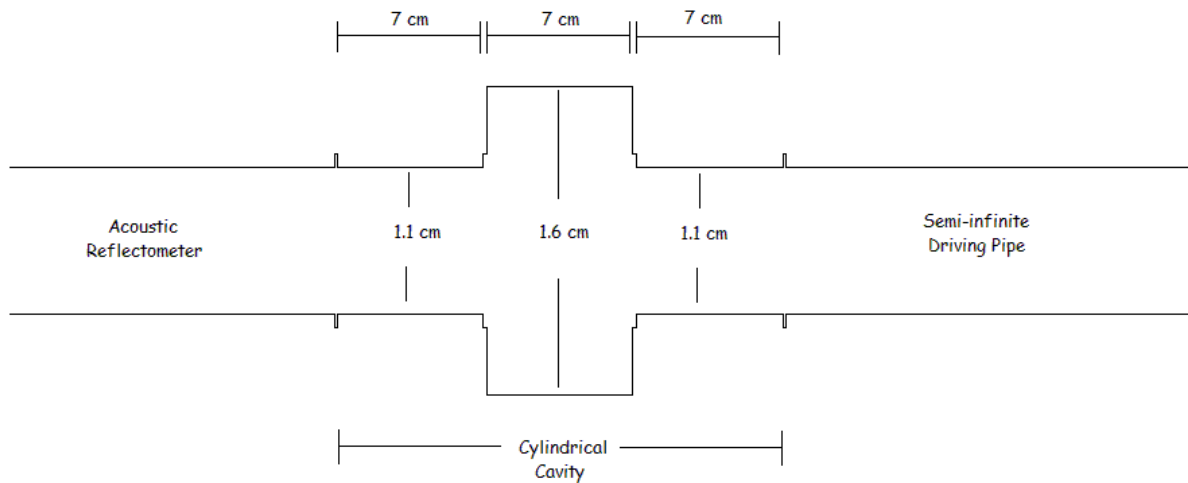 7 cm
7 cm
7 cm
Acoustic
Reflectometer
1.1 cm
1.6 cm
1.1 cm
Semi-infinite
Driving Pipe
Cylindrical
Cavity